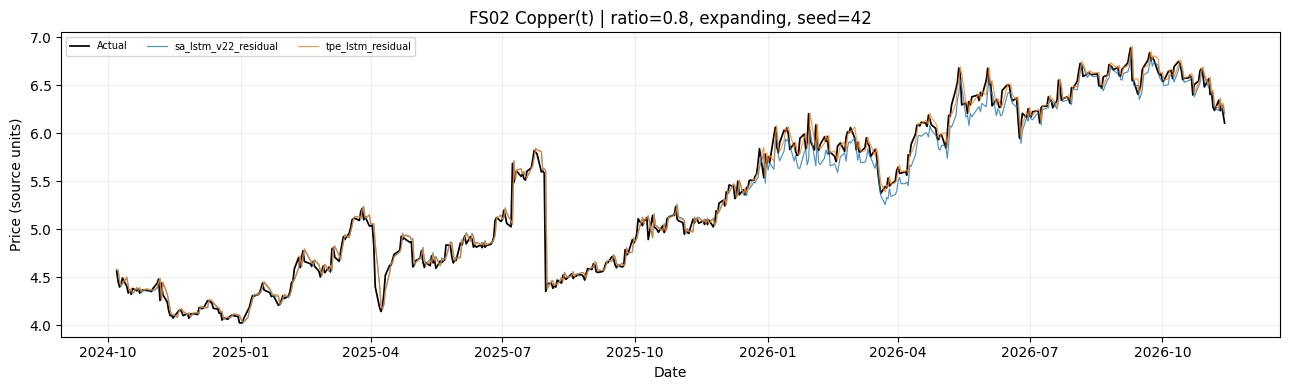 FS02 Copper(t) | ratio=0.8, expanding, seed=42
Actual
sa_lstm_v22_residual
tpe_lstm_residual
Price (source units)
7.0
6.5
6.0
5.5
5.0
4.5
4.0
2024-10
2025-01
2025-04
2025-07
2025-10
2026-01
2026-04
2026-07
2026-10
Date